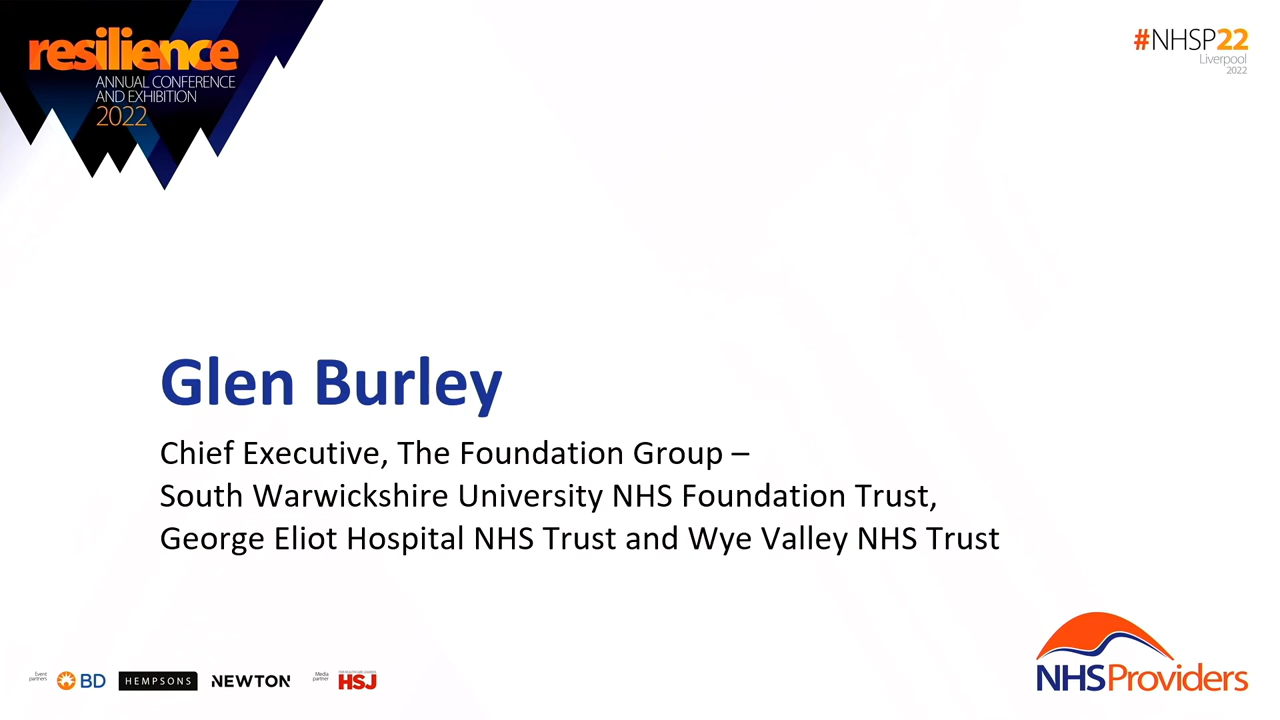 resilience
ANNUAL CONFERENCE
AND EXHIBITION
2022
#NHSP22
Liverpool
2022
Glen Burley
Chief Executive, The Foundation Group –
South Warwickshire University NHS Foundation Trust,
George Eliot Hospital NHS Trust and Wye Valley NHS Trust
Event
partners
BD
HEMPSONS
NEWTON
Media
partner
HSJ
NHSProviders